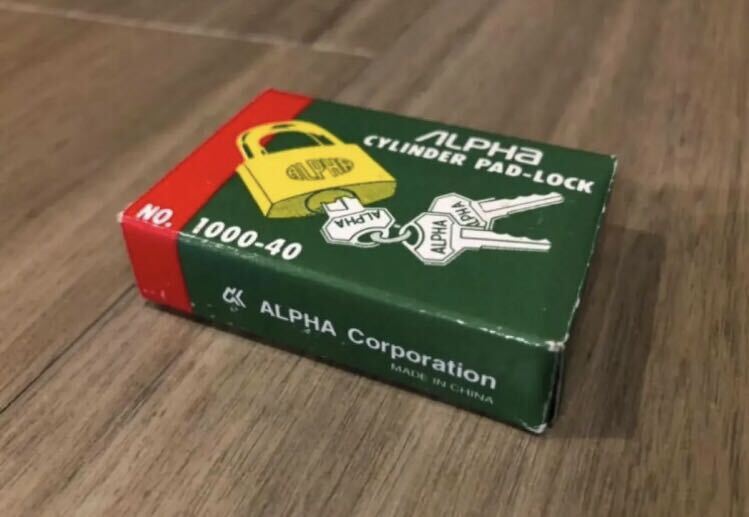 ALPHA
CYLINDER PAD-LOCK
ALPHA
ALPHA
ALPHA
ALPHA
NO. 1000-40
ALPHA Corporation
MADE IN CHINA